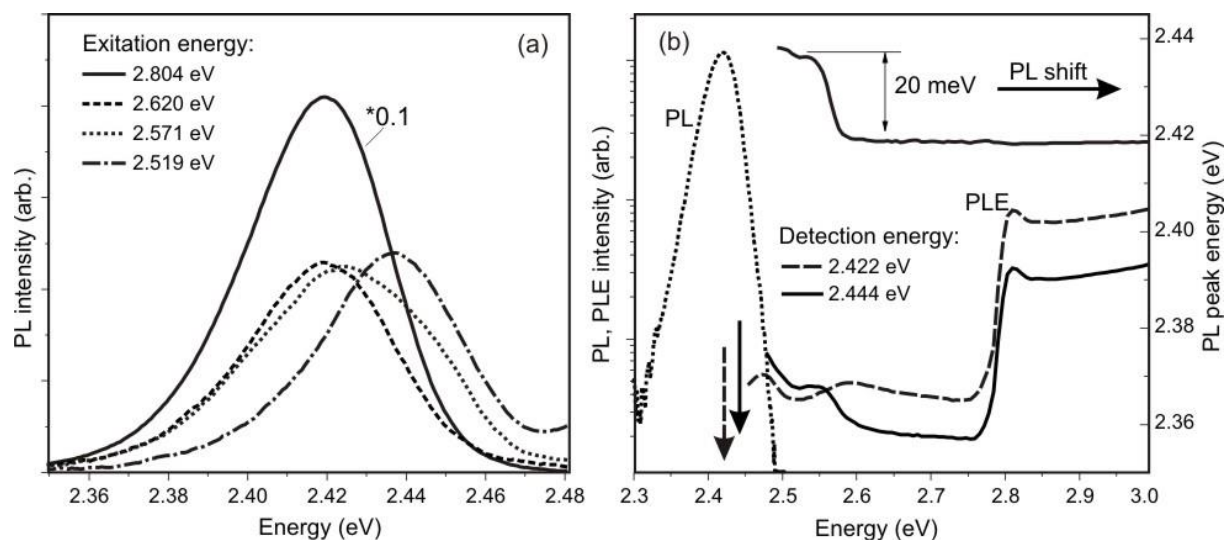 (a)
Exitation energy:
2.804 eV
2.620 eV
2.571 eV
2.519 eV
*0.1
PL intensity (arb.)
2.36 2.38 2.40 2.42 2.44 2.46 2.48
Energy (eV)
(b)
PL
20 meV
PL shift
PLE
Detection energy:
2.422 eV
2.444 eV
PL, PLE intensity (arb.)
2.3 2.4 2.5 2.6 2.7 2.8 2.9 3.0
Energy (eV)
2.44
2.42
2.40
2.38
2.36
PL peak energy (eV)